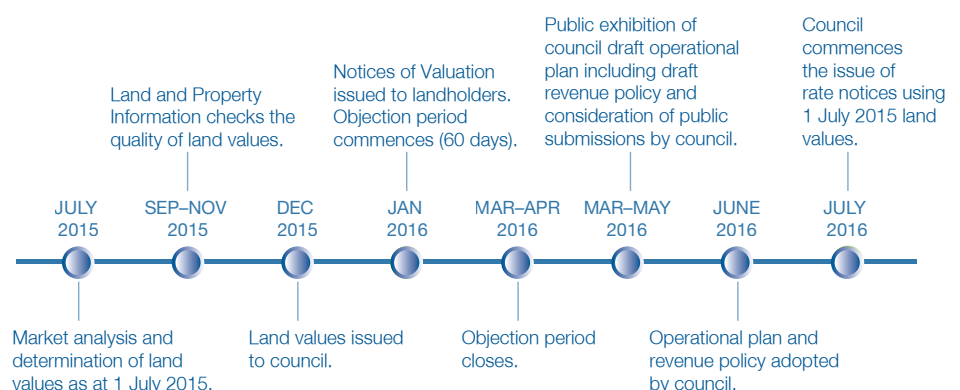 Public exhibition of
council draft operational
plan including draft
revenue policy and
consideration of public
submissions by council.
Council
commences
the issue of
rate notices using
1 July 2015 land
values.
Notices of Valuation
issued to landholders.
Objection period
commences (60 days).
Land and Property
Information checks the
quality of land values.
JULY
2015
SEP–NOV
2015
DEC
2015
JAN
2016
MAR–APR
2016
MAR–MAY
2016
JUNE
2016
JULY
2016
Market analysis and
determination of land
values as at 1 July 2015.
Land values issued
to council.
Objection period
closes.
Operational plan and
revenue policy adopted
by council.